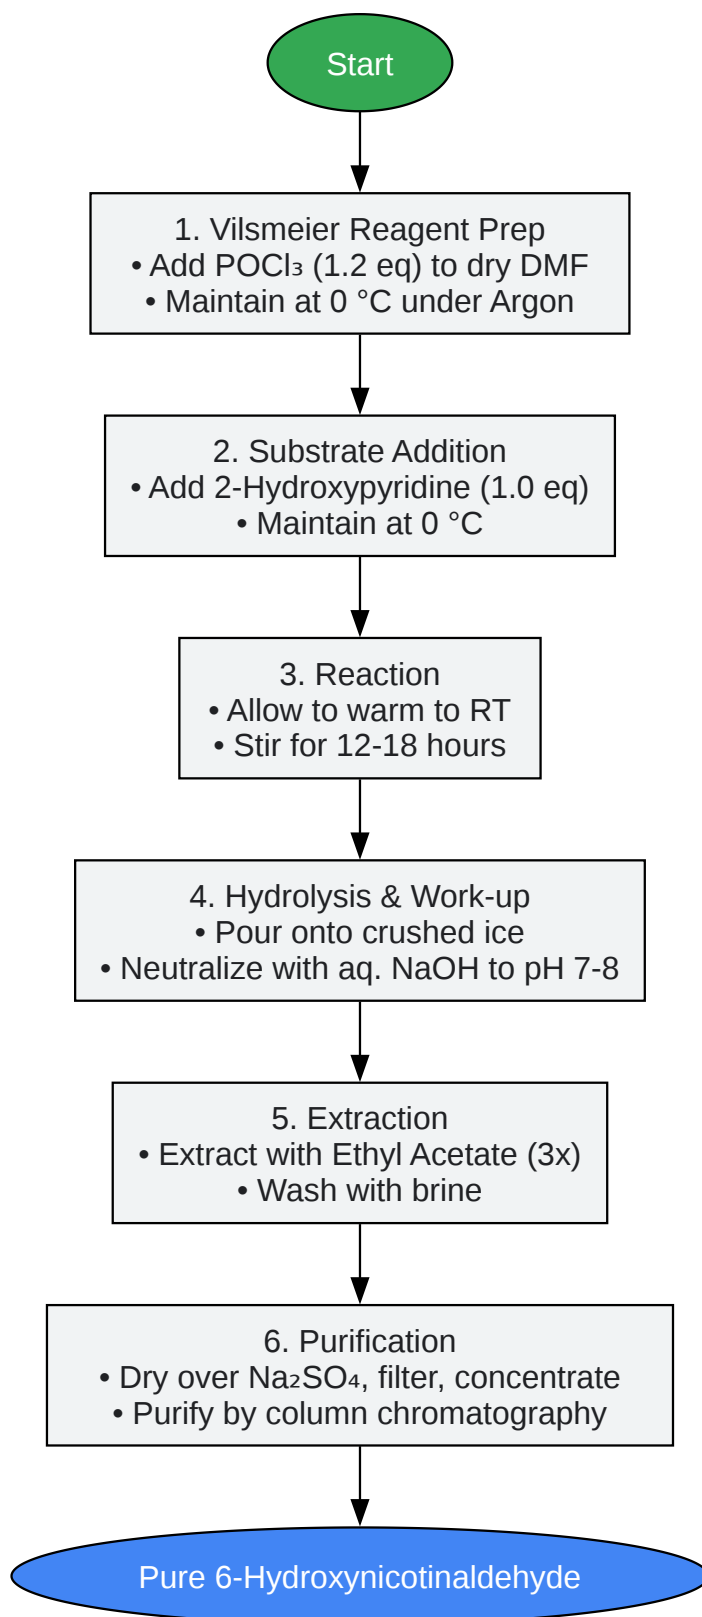 Start
1. Vilsmeier Reagent Prep
• Add POCl₃ (1.2 eq) to dry DMF
• Maintain at 0 °C under Argon
2. Substrate Addition
• Add 2-Hydroxypyridine (1.0 eq)
• Maintain at 0 °C
3. Reaction
• Allow to warm to RT
• Stir for 12-18 hours
4. Hydrolysis & Work-up
• Pour onto crushed ice
• Neutralize with aq. NaOH to pH 7-8
5. Extraction
• Extract with Ethyl Acetate (3x)
• Wash with brine
6. Purification
• Dry over Na₂SO₄, filter, concentrate
• Purify by column chromatography
Pure 6-Hydroxynicotinaldehyde